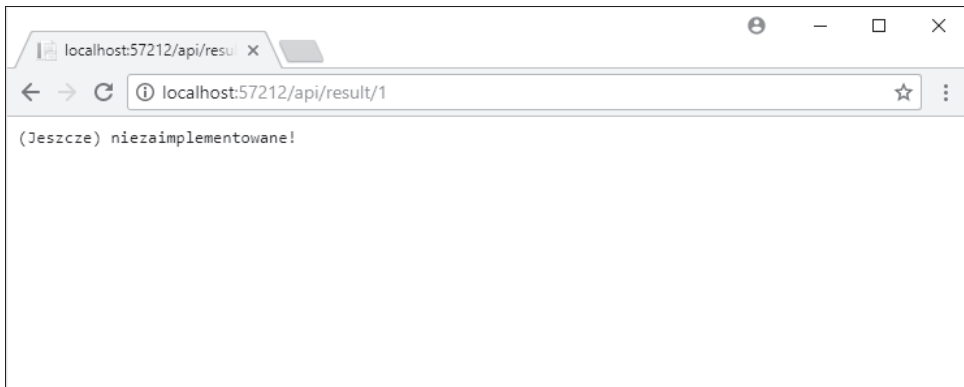 localhost:57212/api/resu
localhost:57212/api/result/1
(Jeszcze) niezaimplementowane!